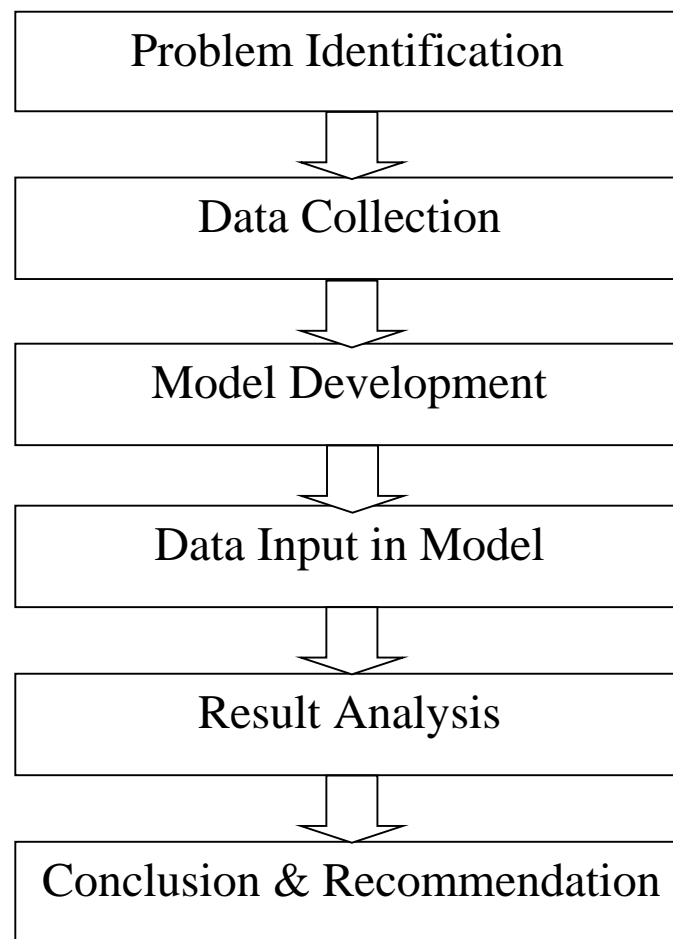 Problem Identification
Data Collection
Model Development
Data Input in Model
Result Analysis
Conclusion & Recommendation